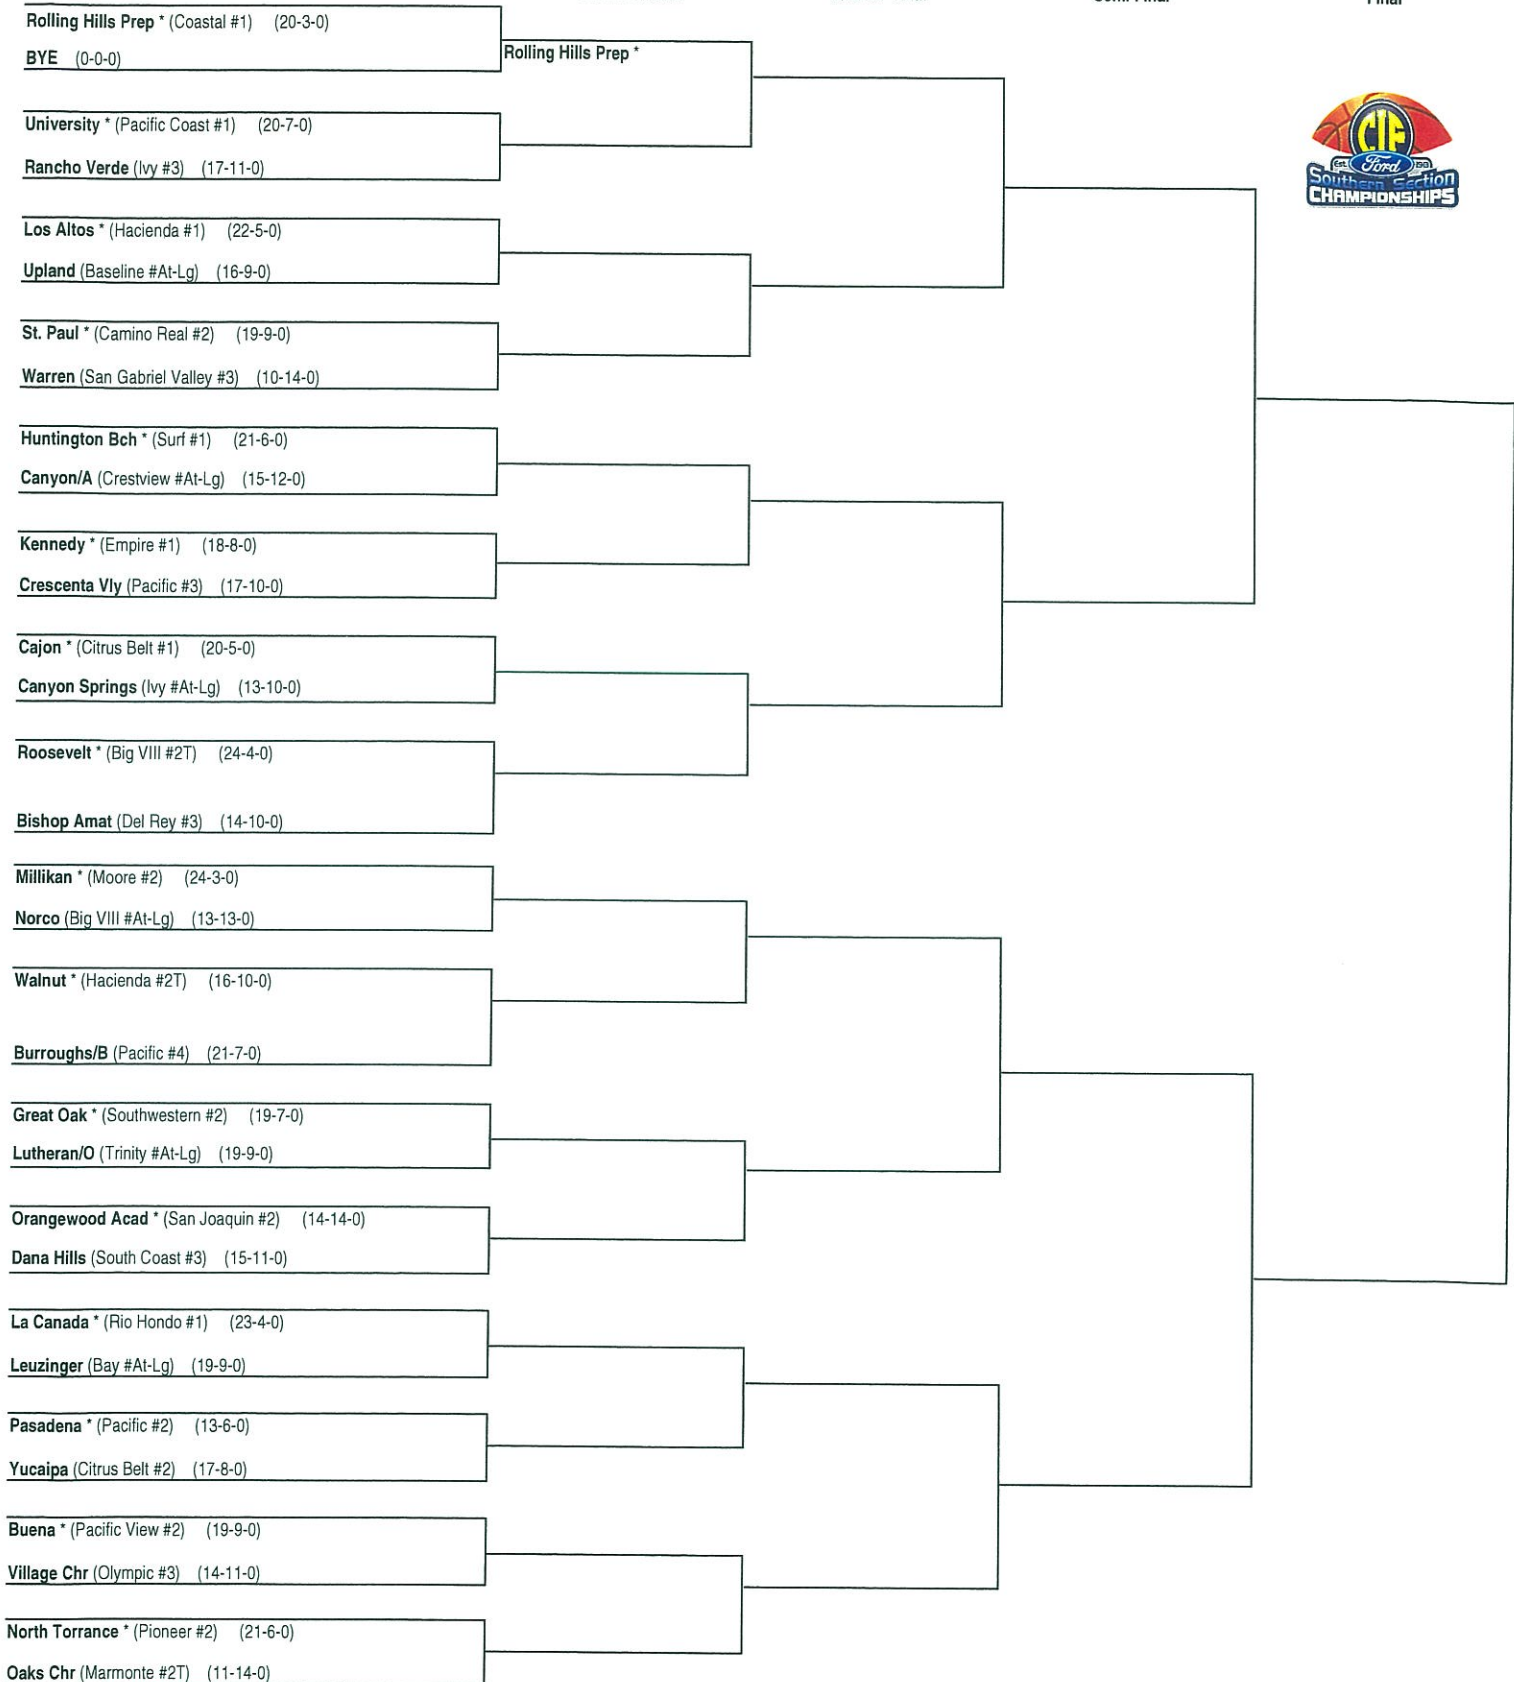 Final
Rolling Hills Prep * (Coastal #1) (20-3-0)
BYE (0-0-0)
Rolling Hills Prep *
University * (Pacific Coast #1) (20-7-0)
Rancho Verde (Ivy #3) (17-11-0)
CIF
Est. 1913
Ford
Southern Section
CHAMPIONSHIPS
Los Altos * (Hacienda #1) (22-5-0)
Upland (Baseline #At-Lg) (16-9-0)
St. Paul * (Camino Real #2) (19-9-0)
Warren (San Gabriel Valley #3) (10-14-0)
Huntington Bch * (Surf #1) (21-6-0)
Canyon/A (Crestview #At-Lg) (15-12-0)
Kennedy * (Empire #1) (18-8-0)
Crescenta Vly (Pacific #3) (17-10-0)
Cajon * (Citrus Belt #1) (20-5-0)
Canyon Springs (Ivy #At-Lg) (13-10-0)
Roosevelt * (Big VIII #2T) (24-4-0)
Bishop Amat (Del Rey #3) (14-10-0)
Millikan * (Moore #2) (24-3-0)
Norco (Big VIII #At-Lg) (13-13-0)
Walnut * (Hacienda #2T) (16-10-0)
Burroughs/B (Pacific #4) (21-7-0)
Great Oak * (Southwestern #2) (19-7-0)
Lutheran/O (Trinity #At-Lg) (19-9-0)
Orangewood Acad * (San Joaquin #2) (14-14-0)
Dana Hills (South Coast #3) (15-11-0)
La Canada * (Rio Hondo #1) (23-4-0)
Leuzinger (Bay #At-Lg) (19-9-0)
Pasadena * (Pacific #2) (13-6-0)
Yucaipa (Citrus Belt #2) (17-8-0)
Buena * (Pacific View #2) (19-9-0)
Village Chr (Olympic #3) (14-11-0)
North Torrance * (Pioneer #2) (21-6-0)
Oaks Chr (Marmonte #2T) (11-14-0)